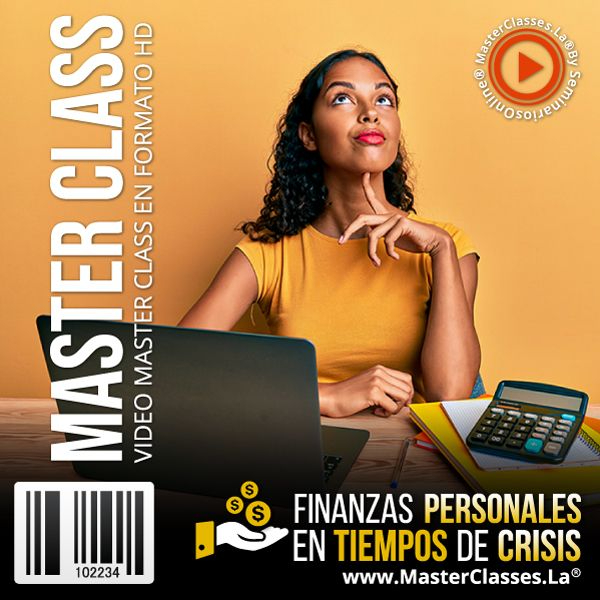 MASTER CLASS
VIDEO MASTER CLASS EN FORMATO HD
MasterClasses.La®By SeminariosOnline®
102234
FINANZAS PERSONALES
EN TIEMPOS DE CRISIS
www.MasterClasses.La®